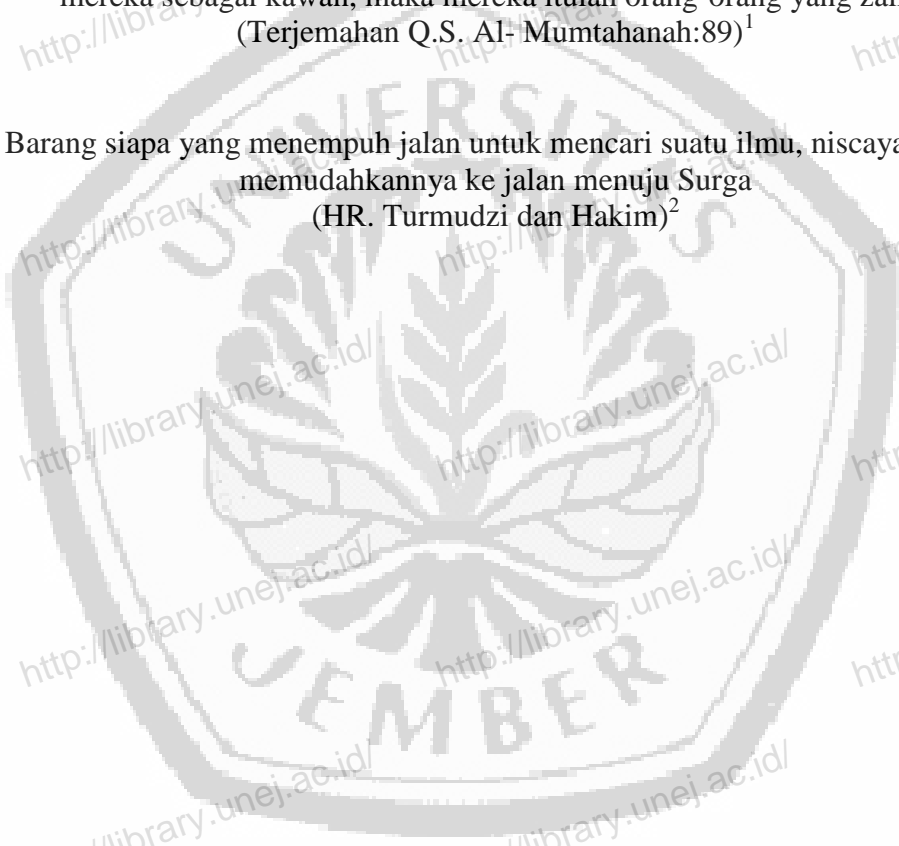 mereka sebagai kawan, maka mereka itulah orang-orang yang zal
(Terjemahan Q.S. Al- Mumtahanah:89)1
Barang siapa yang menempuh jalan untuk mencari suatu ilmu, niscaya
memudahkannya ke jalan menuju Surga
(HR. Turmudzi dan Hakim)2
UNIVERSITAS
JEMBER
http://library.unej.ac.id/
http://library.unej.ac.id/
http://library.unej.ac.id/
http://library.unej.ac.id/
http://library.unej.ac.id/
http://library.unej.ac.id/